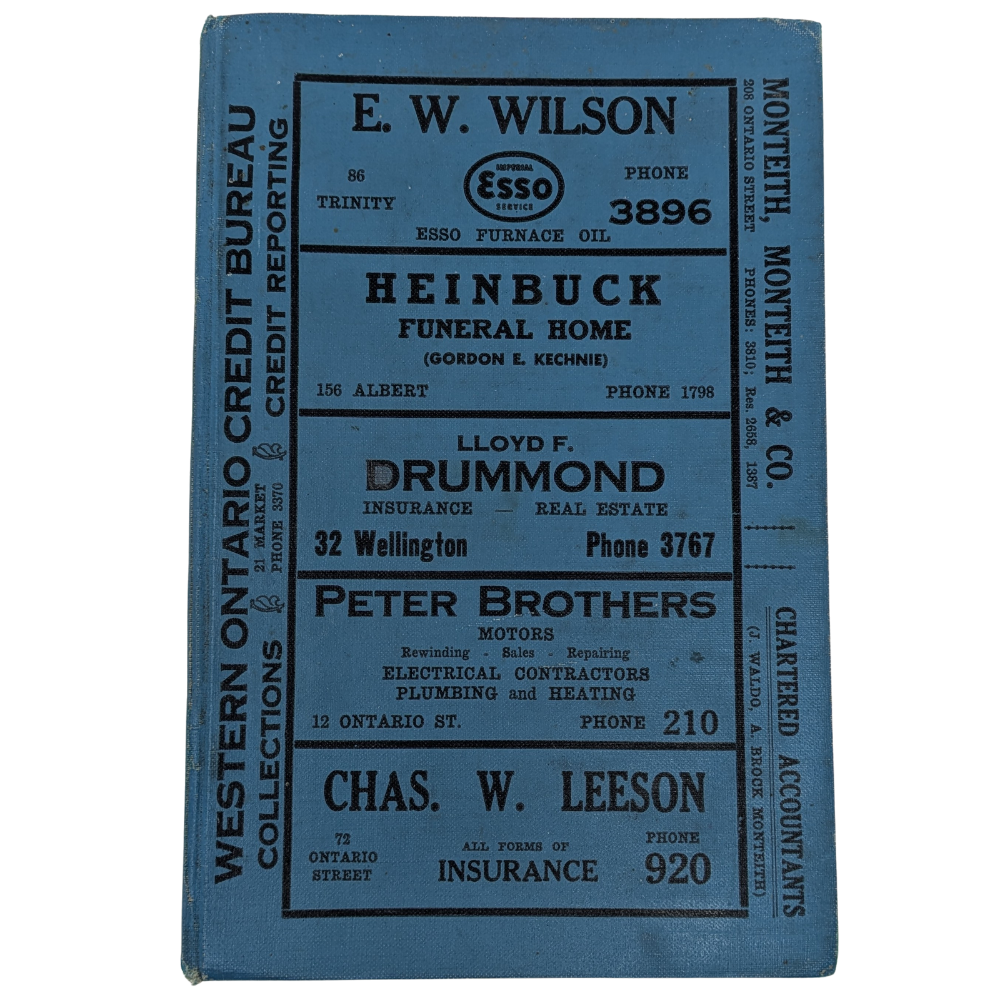 WESTERN ONTARIO CREDIT BUREAU
COLLECTIONS 21 MARKET CREDIT REPORTING
PHONE 3370
E. W. WILSON
86
TRINITY
IMPERIAL
Esso
SERVICE
PHONE
3896
ESSO FURNACE OIL
HEINBUCK
FUNERAL HOME
(GORDON E. KECHNIE)
156 ALBERT PHONE 1798
LLOYD F.
DRUMMOND
INSURANCE — REAL ESTATE
32 Wellington Phone 3767
PETER BROTHERS
MOTORS
Rewinding - Sales - Repairing
ELECTRICAL CONTRACTORS
PLUMBING and HEATING
12 ONTARIO ST. PHONE 210
CHAS. W. LEESON
72
ONTARIO
STREET
ALL FORMS OF
INSURANCE
PHONE
920
MONTEITH, MONTEITH & CO.
208 ONTARIO STREET PHONES: 3810; Res. 2658, 1387
CHARTERED ACCOUNTANTS
(J. WALDO, A. BROCK MONTEITH)